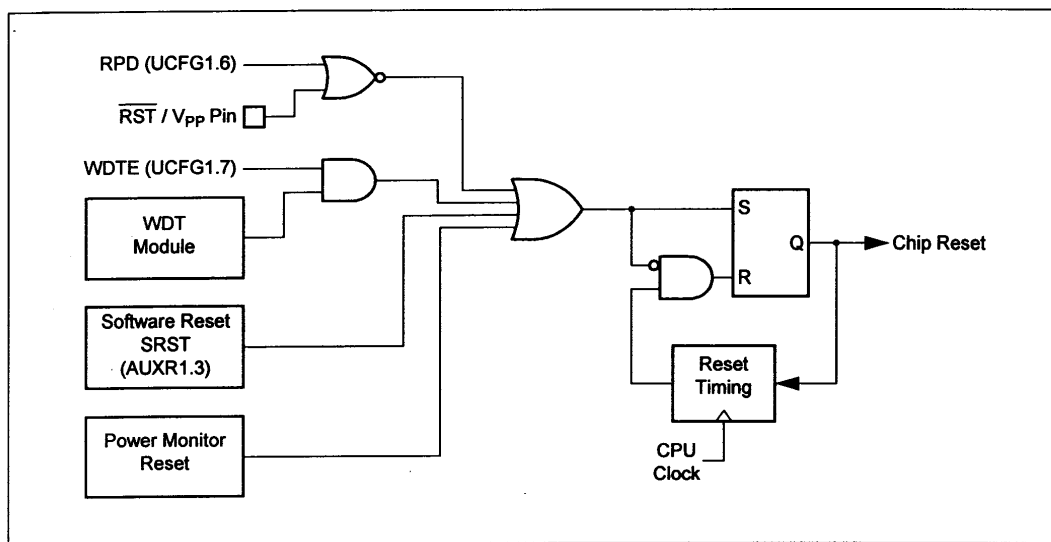 RPD (UCFG1.6)
RST / VPP Pin
WDTE (UCFG1.7)
WDT
Module
Software Reset
SRST
(AUXR1.3)
Power Monitor
Reset
S
Q
R
Chip Reset
Reset
Timing
CPU
Clock